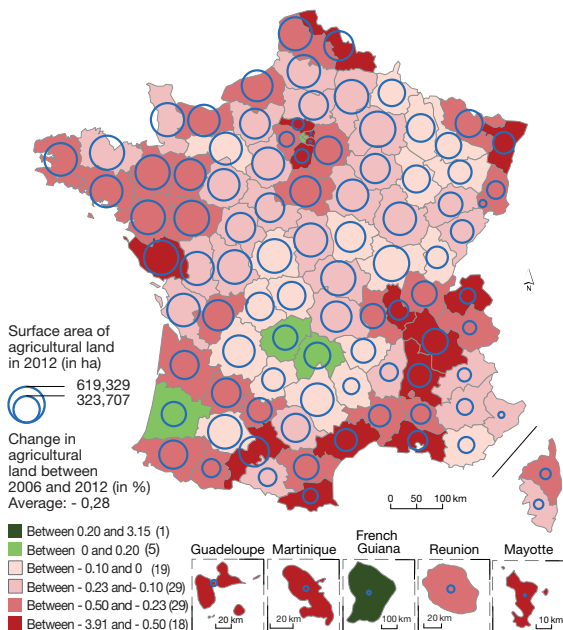 N
Surface area of
agricultural land
in 2012 (in ha)
619,329
323,707
Change in
agricultural
land between
2006 and 2012 (in %)
Average: - 0,28
0 50 100 km
Between 0.20 and 3.15 (1)
Between 0 and 0.20 (5)
Between - 0.10 and 0 (19)
Between - 0.23 and - 0.10 (29)
Between - 0.50 and - 0.23 (29)
Between - 3.91 and - 0.50 (18)
Guadeloupe
20 km
Martinique
20 km
French
Guiana
100 km
Reunion
20 km
Mayotte
10 km